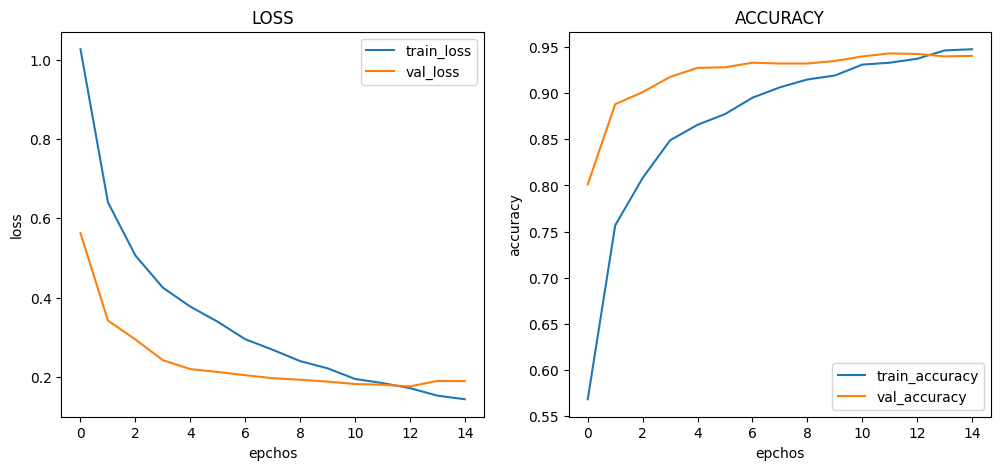 LOSS
1.0
0.8
0.6
0.4
0.2
loss
train_loss
val_loss
0 2 4 6 8 10 12 14
epchos
ACCURACY
0.95
0.90
0.85
0.80
0.75
0.70
0.65
0.60
0.55
accuracy
train_accuracy
val_accuracy
0 2 4 6 8 10 12 14
epchos